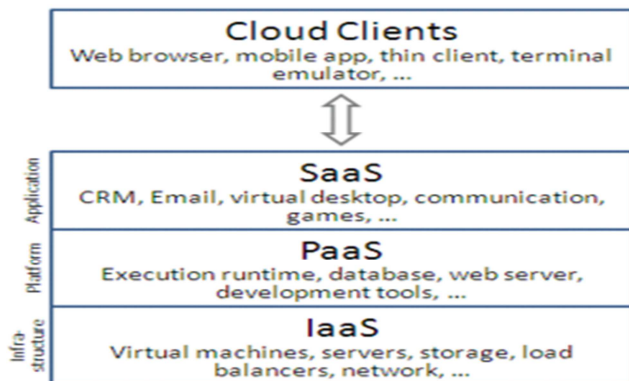 Cloud Clients
Web browser, mobile app, thin client, terminal
emulator, ...
Application
SaaS
CRM, Email, virtual desktop, communication,
games, ...
Platform
PaaS
Execution runtime, database, web server,
development tools, ...
Infra-
structure
IaaS
Virtual machines, servers, storage, load
balancers, network, ...